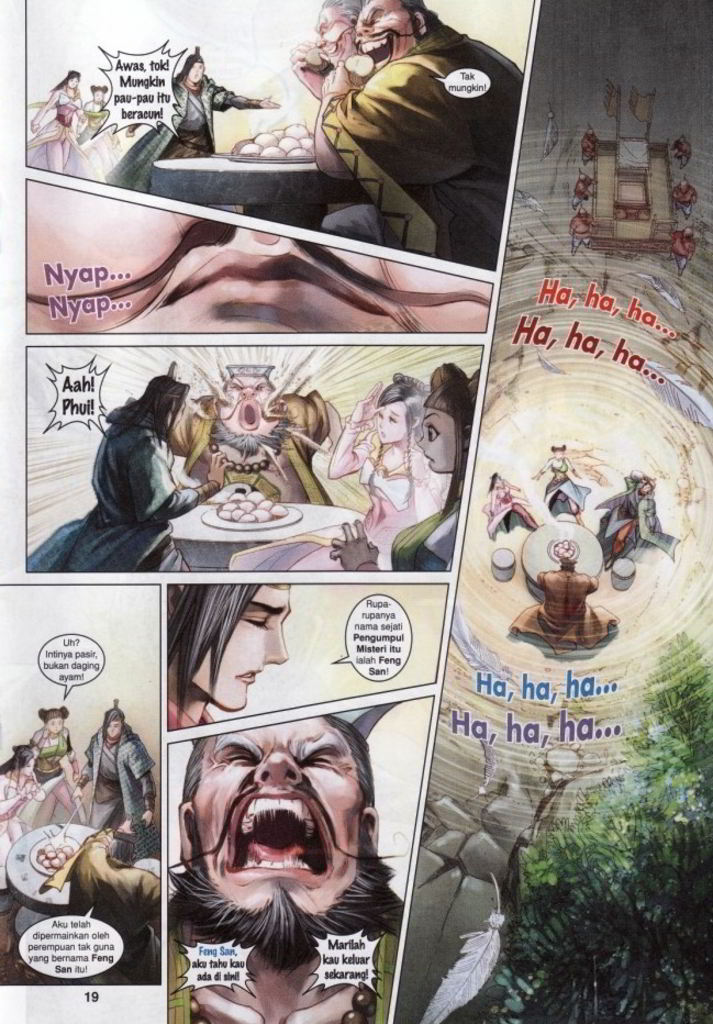 Awas, tok!
Mungkin
pau-pau itu
beracun!
Tak
mungkin!
Nyap...
Nyap...
Aah!
Phui!
Uh?
Intinya pasir,
bukan daging
ayam!
Aku telah
dipermainkan oleh
perempuan tak guna
yang bernama Feng
San itu!
Rupa-
rupanya
nama sejati
Pengumpul
Misteri itu
ialah Feng
San!
Feng San,
aku tahu kau
ada di sini!
Marilah
kau keluar
sekarang!
Ha, ha, ha...
Ha, ha, ha...
Ha, ha, ha...
Ha, ha, ha...
19